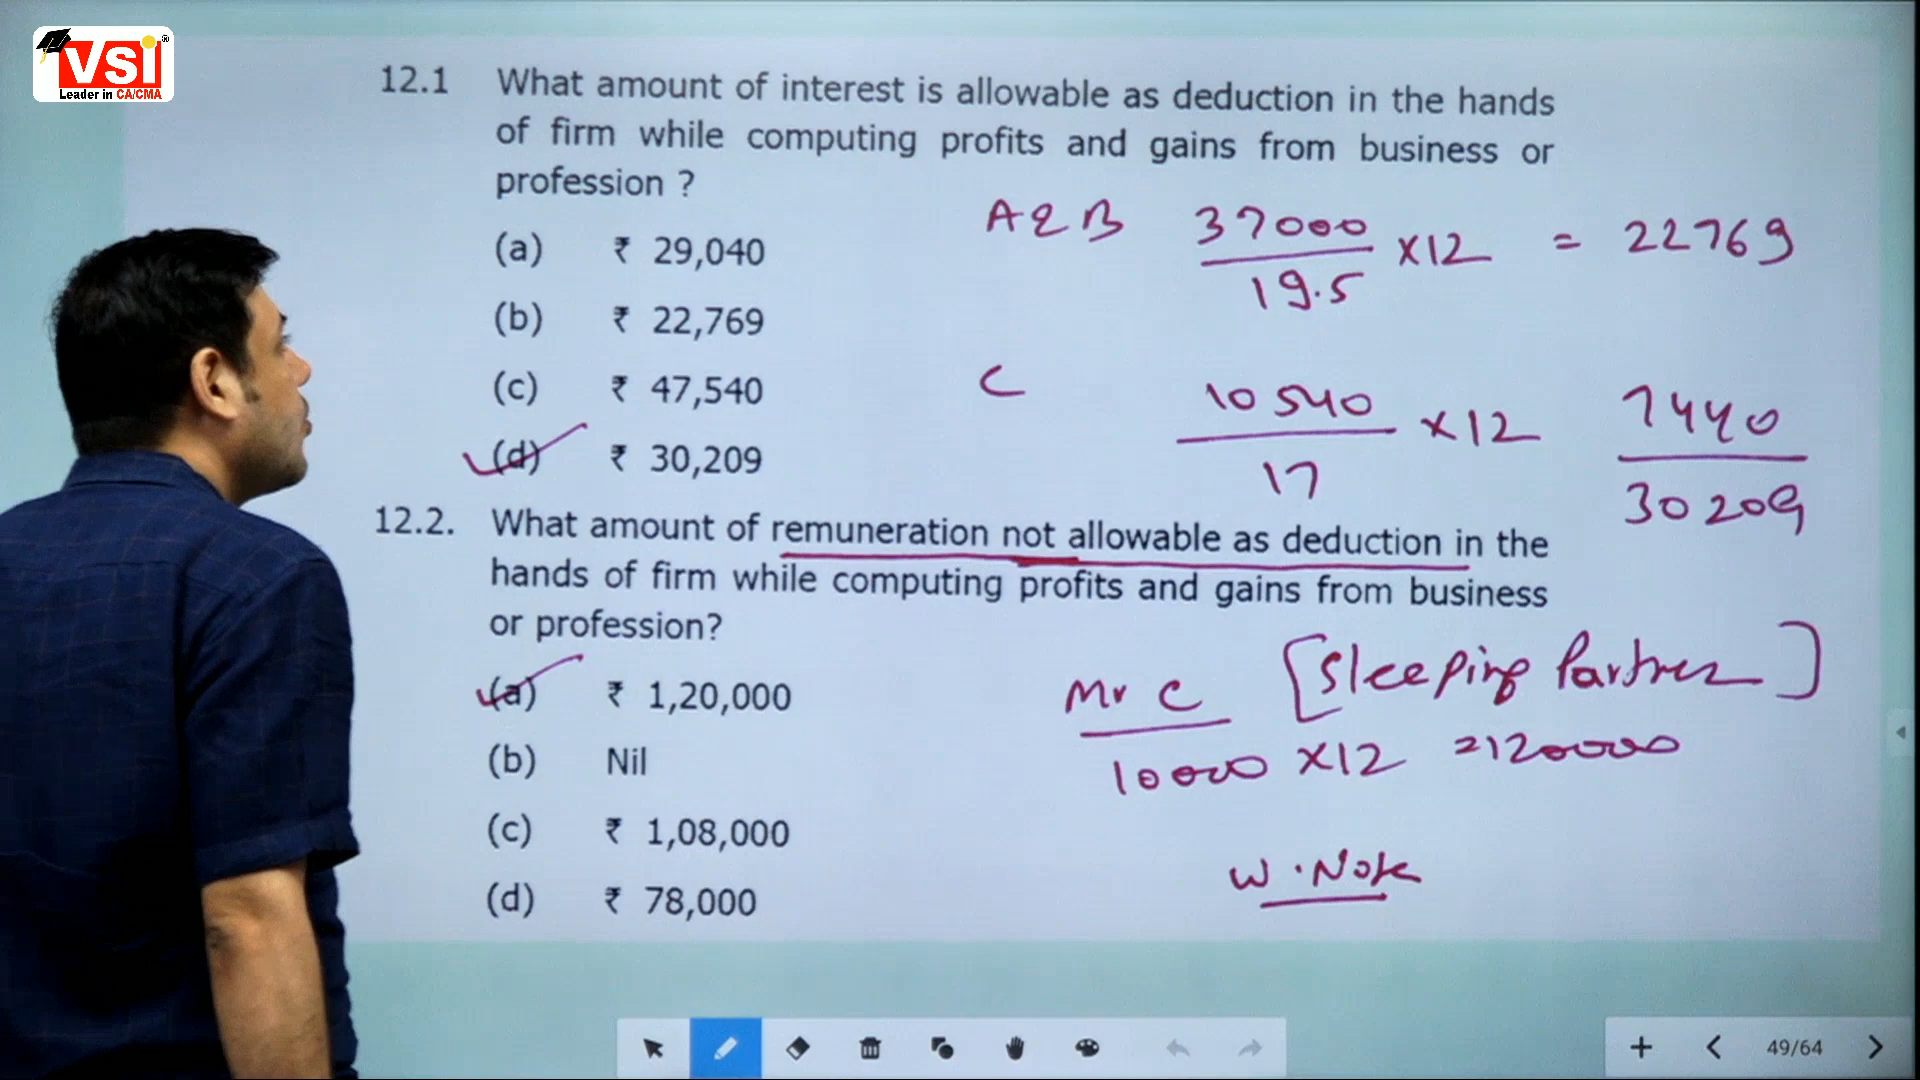 VSI®
Leader in CA/CMA
12.1 What amount of interest is allowable as deduction in the hands
of firm while computing profits and gains from business or
profession ?
A & B 37000 / 19.5 ×12 = 22769
(a) ₹ 29,040
(b) ₹ 22,769
(c) ₹ 47,540
C 10540 / 17 ×12 7440
(d) ₹ 30,209
30209
12.2. What amount of remuneration not allowable as deduction in the
hands of firm while computing profits and gains from business
or profession?
Mr C [Sleeping Partner]
(a) ₹ 1,20,000
10000 ×12 =120000
(b) Nil
(c) ₹ 1,08,000
W.Note
(d) ₹ 78,000
49/64